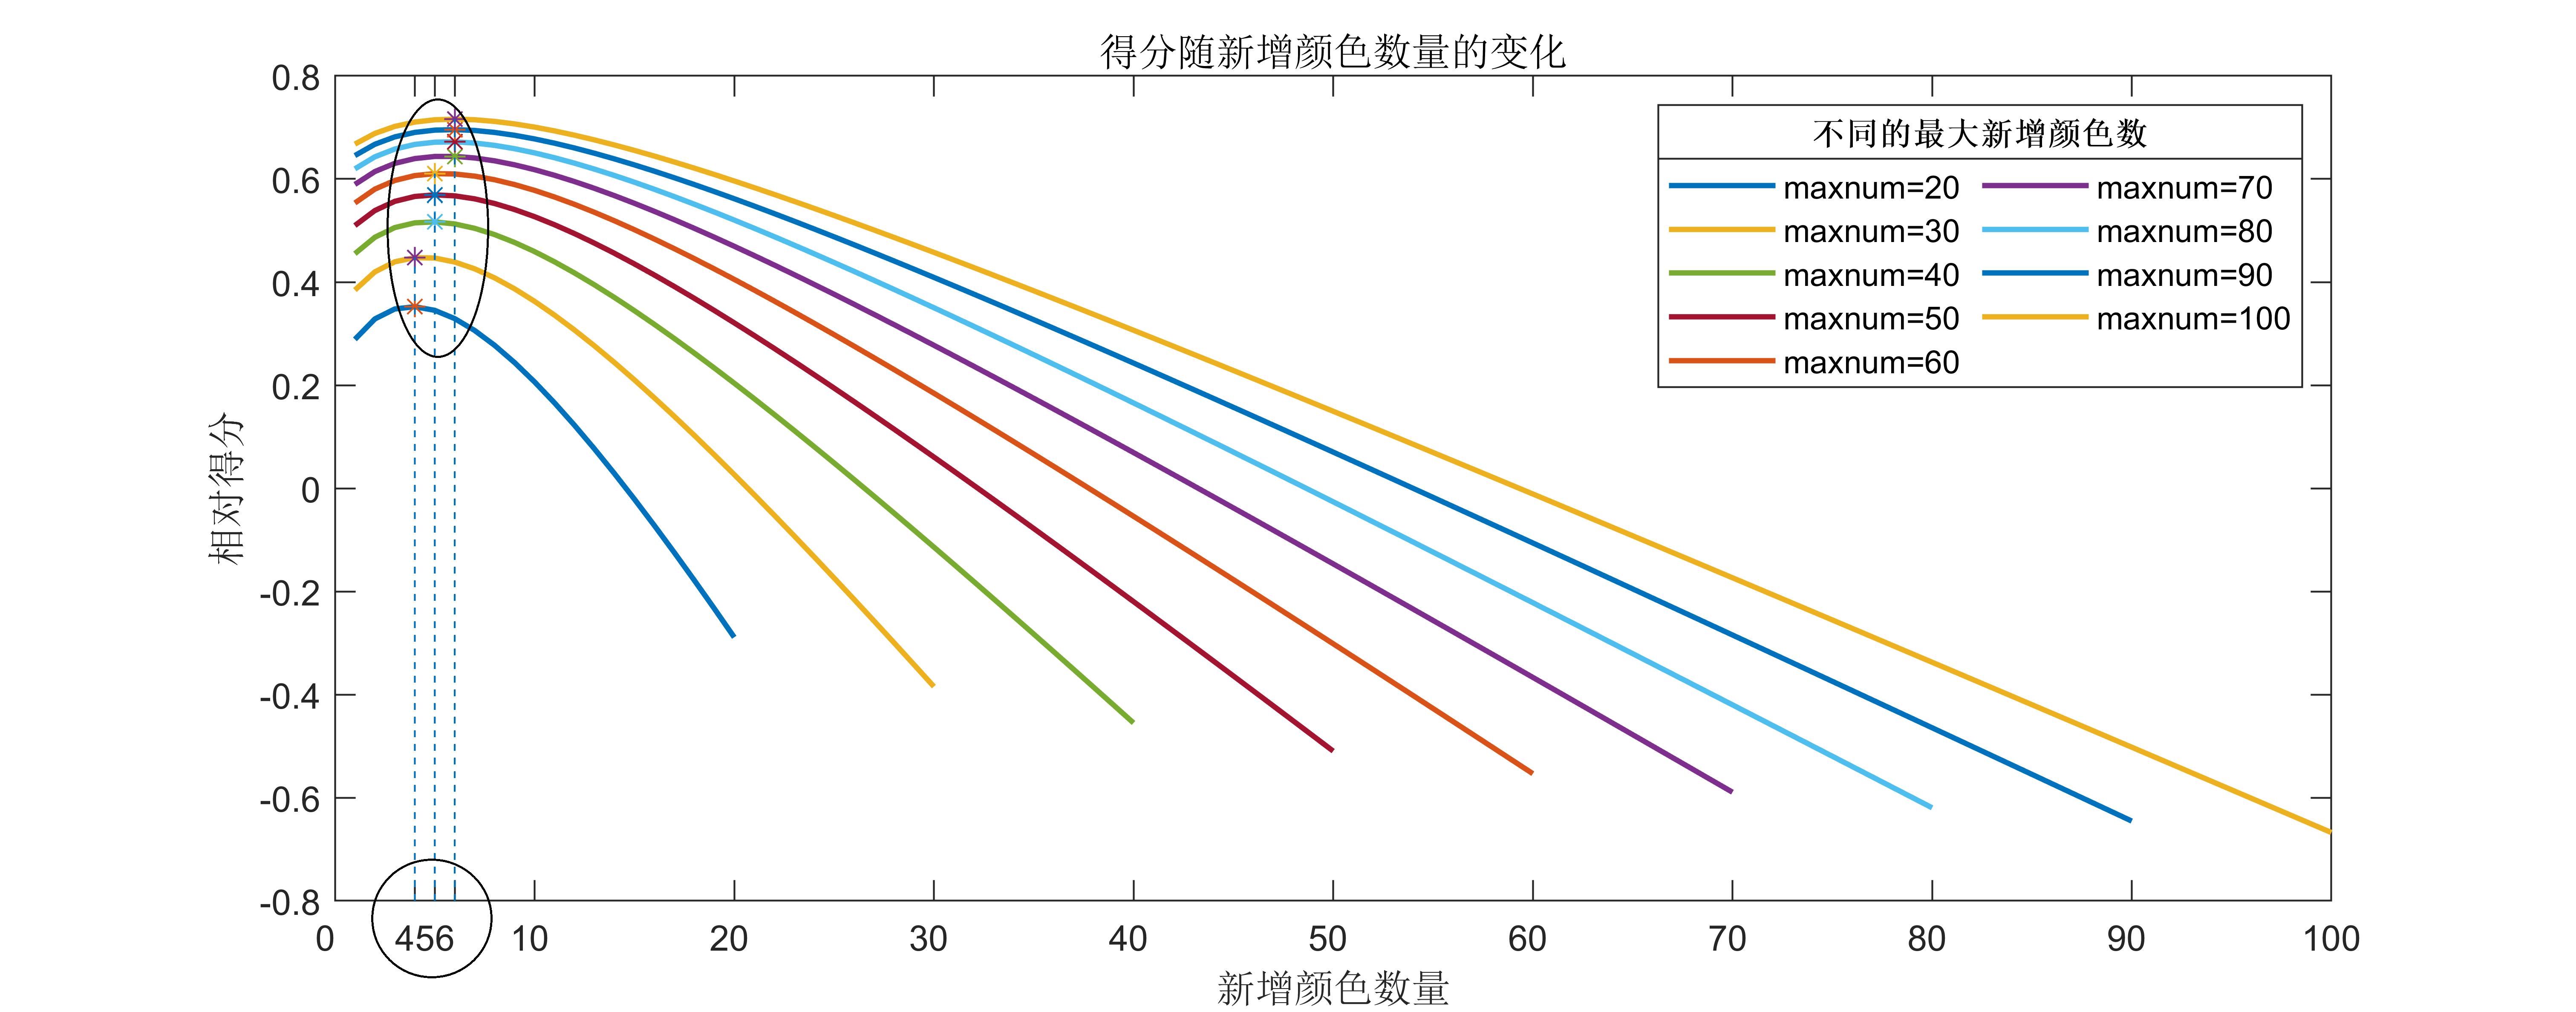 得分随新增颜色数量的变化
0.8
0.6
0.4
0.2
0
-0.2
-0.4
-0.6
-0.8
相对得分
不同的最大新增颜色数
maxnum=20 maxnum=70
maxnum=30 maxnum=80
maxnum=40 maxnum=90
maxnum=50 maxnum=100
maxnum=60
0 4 5 6 10 20 30 40 50 60 70 80 90 100
新增颜色数量